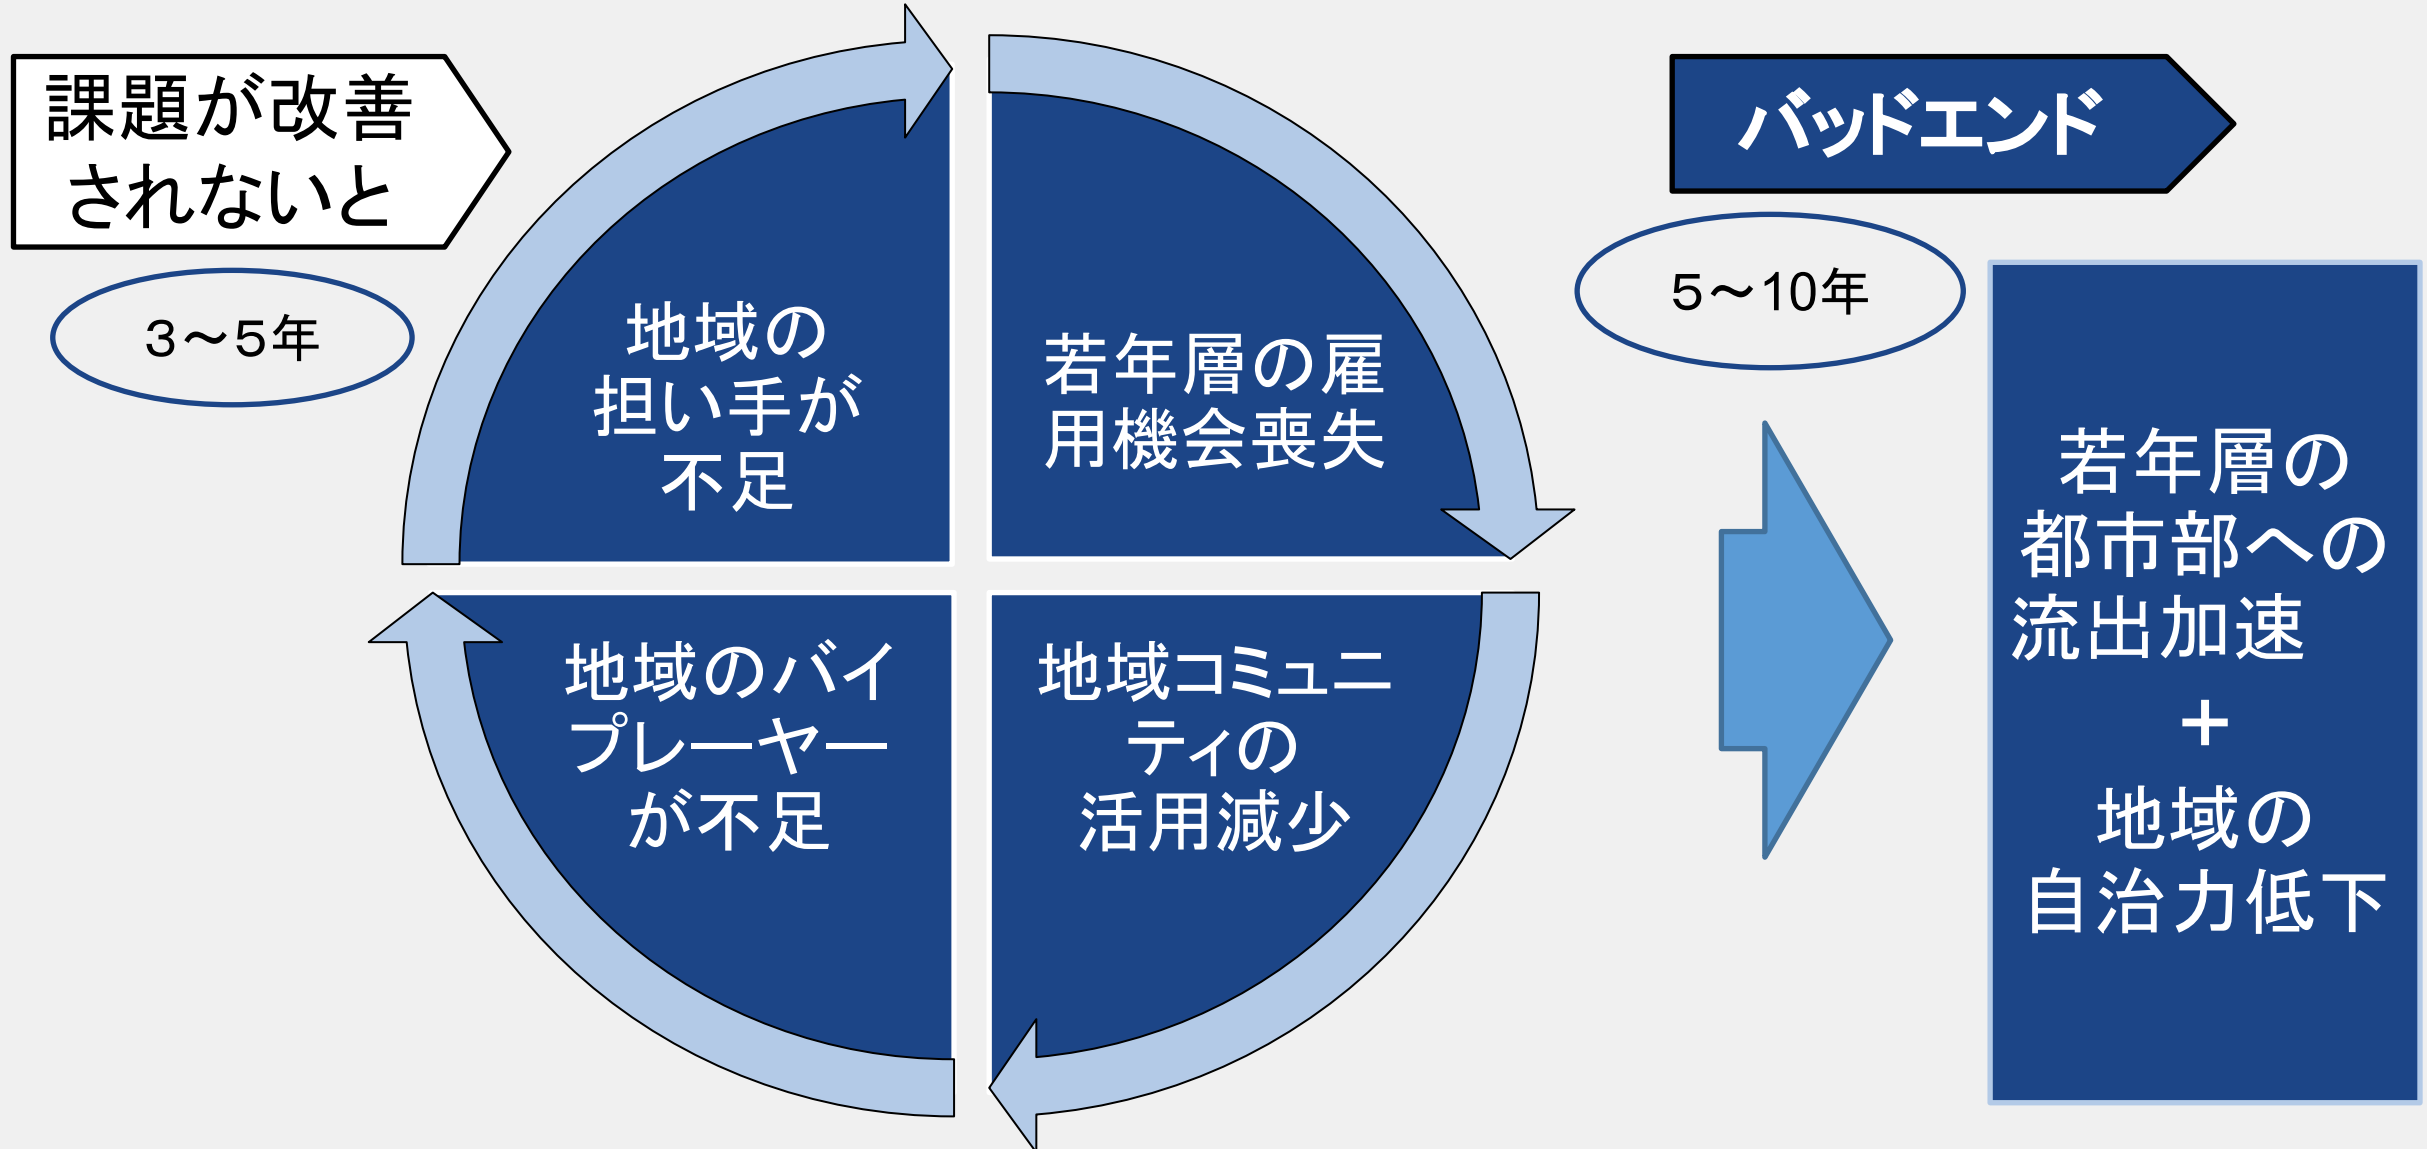 課題が改善
されないと
3～5年
地域の
担い手が
不足
若年層の雇
用機会喪失
地域のバイ
プレーヤー
が不足
地域コミュニ
ティの
活用減少
バッドエンド
5～10年
若年層の
都市部への
流出加速
＋
地域の
自治力低下